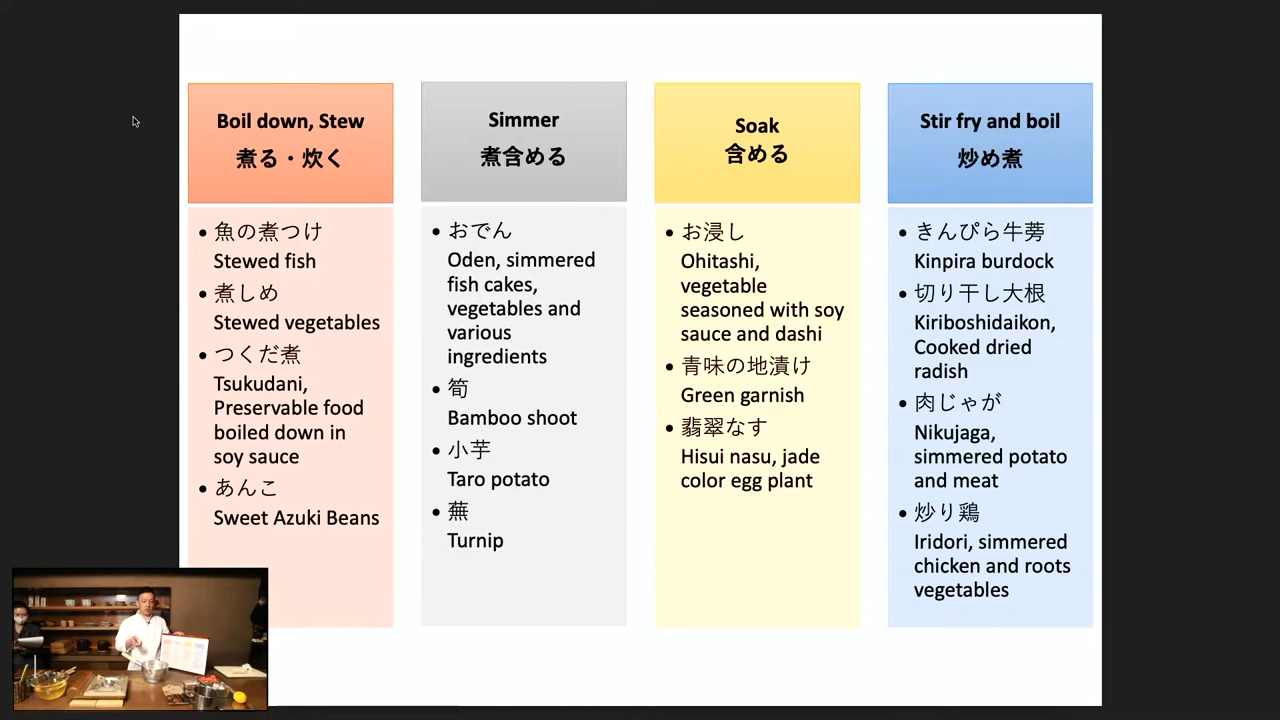 Boil down, Stew
煮る・炊く
• 魚の煮つけ
Stewed fish
• 煮しめ
Stewed vegetables
• つくだ煮
Tsukudani,
Preservable food
boiled down in
soy sauce
• あんこ
Sweet Azuki Beans
Simmer
煮含める
• おでん
Oden, simmered
fish cakes,
vegetables and
various
ingredients
• 筍
Bamboo shoot
• 小芋
Taro potato
• 蕪
Turnip
Soak
含める
• お浸し
Ohitashi,
vegetable
seasoned with soy
sauce and dashi
• 青味の地漬け
Green garnish
• 翡翠なす
Hisui nasu, jade
color egg plant
Stir fry and boil
炒め煮
• きんぴら牛蒡
Kinpira burdock
• 切り干し大根
Kiriboshidaikon,
Cooked dried
radish
• 肉じゃが
Nikujaga,
simmered potato
and meat
• 炒り鶏
Iridori, simmered
chicken and roots
vegetables